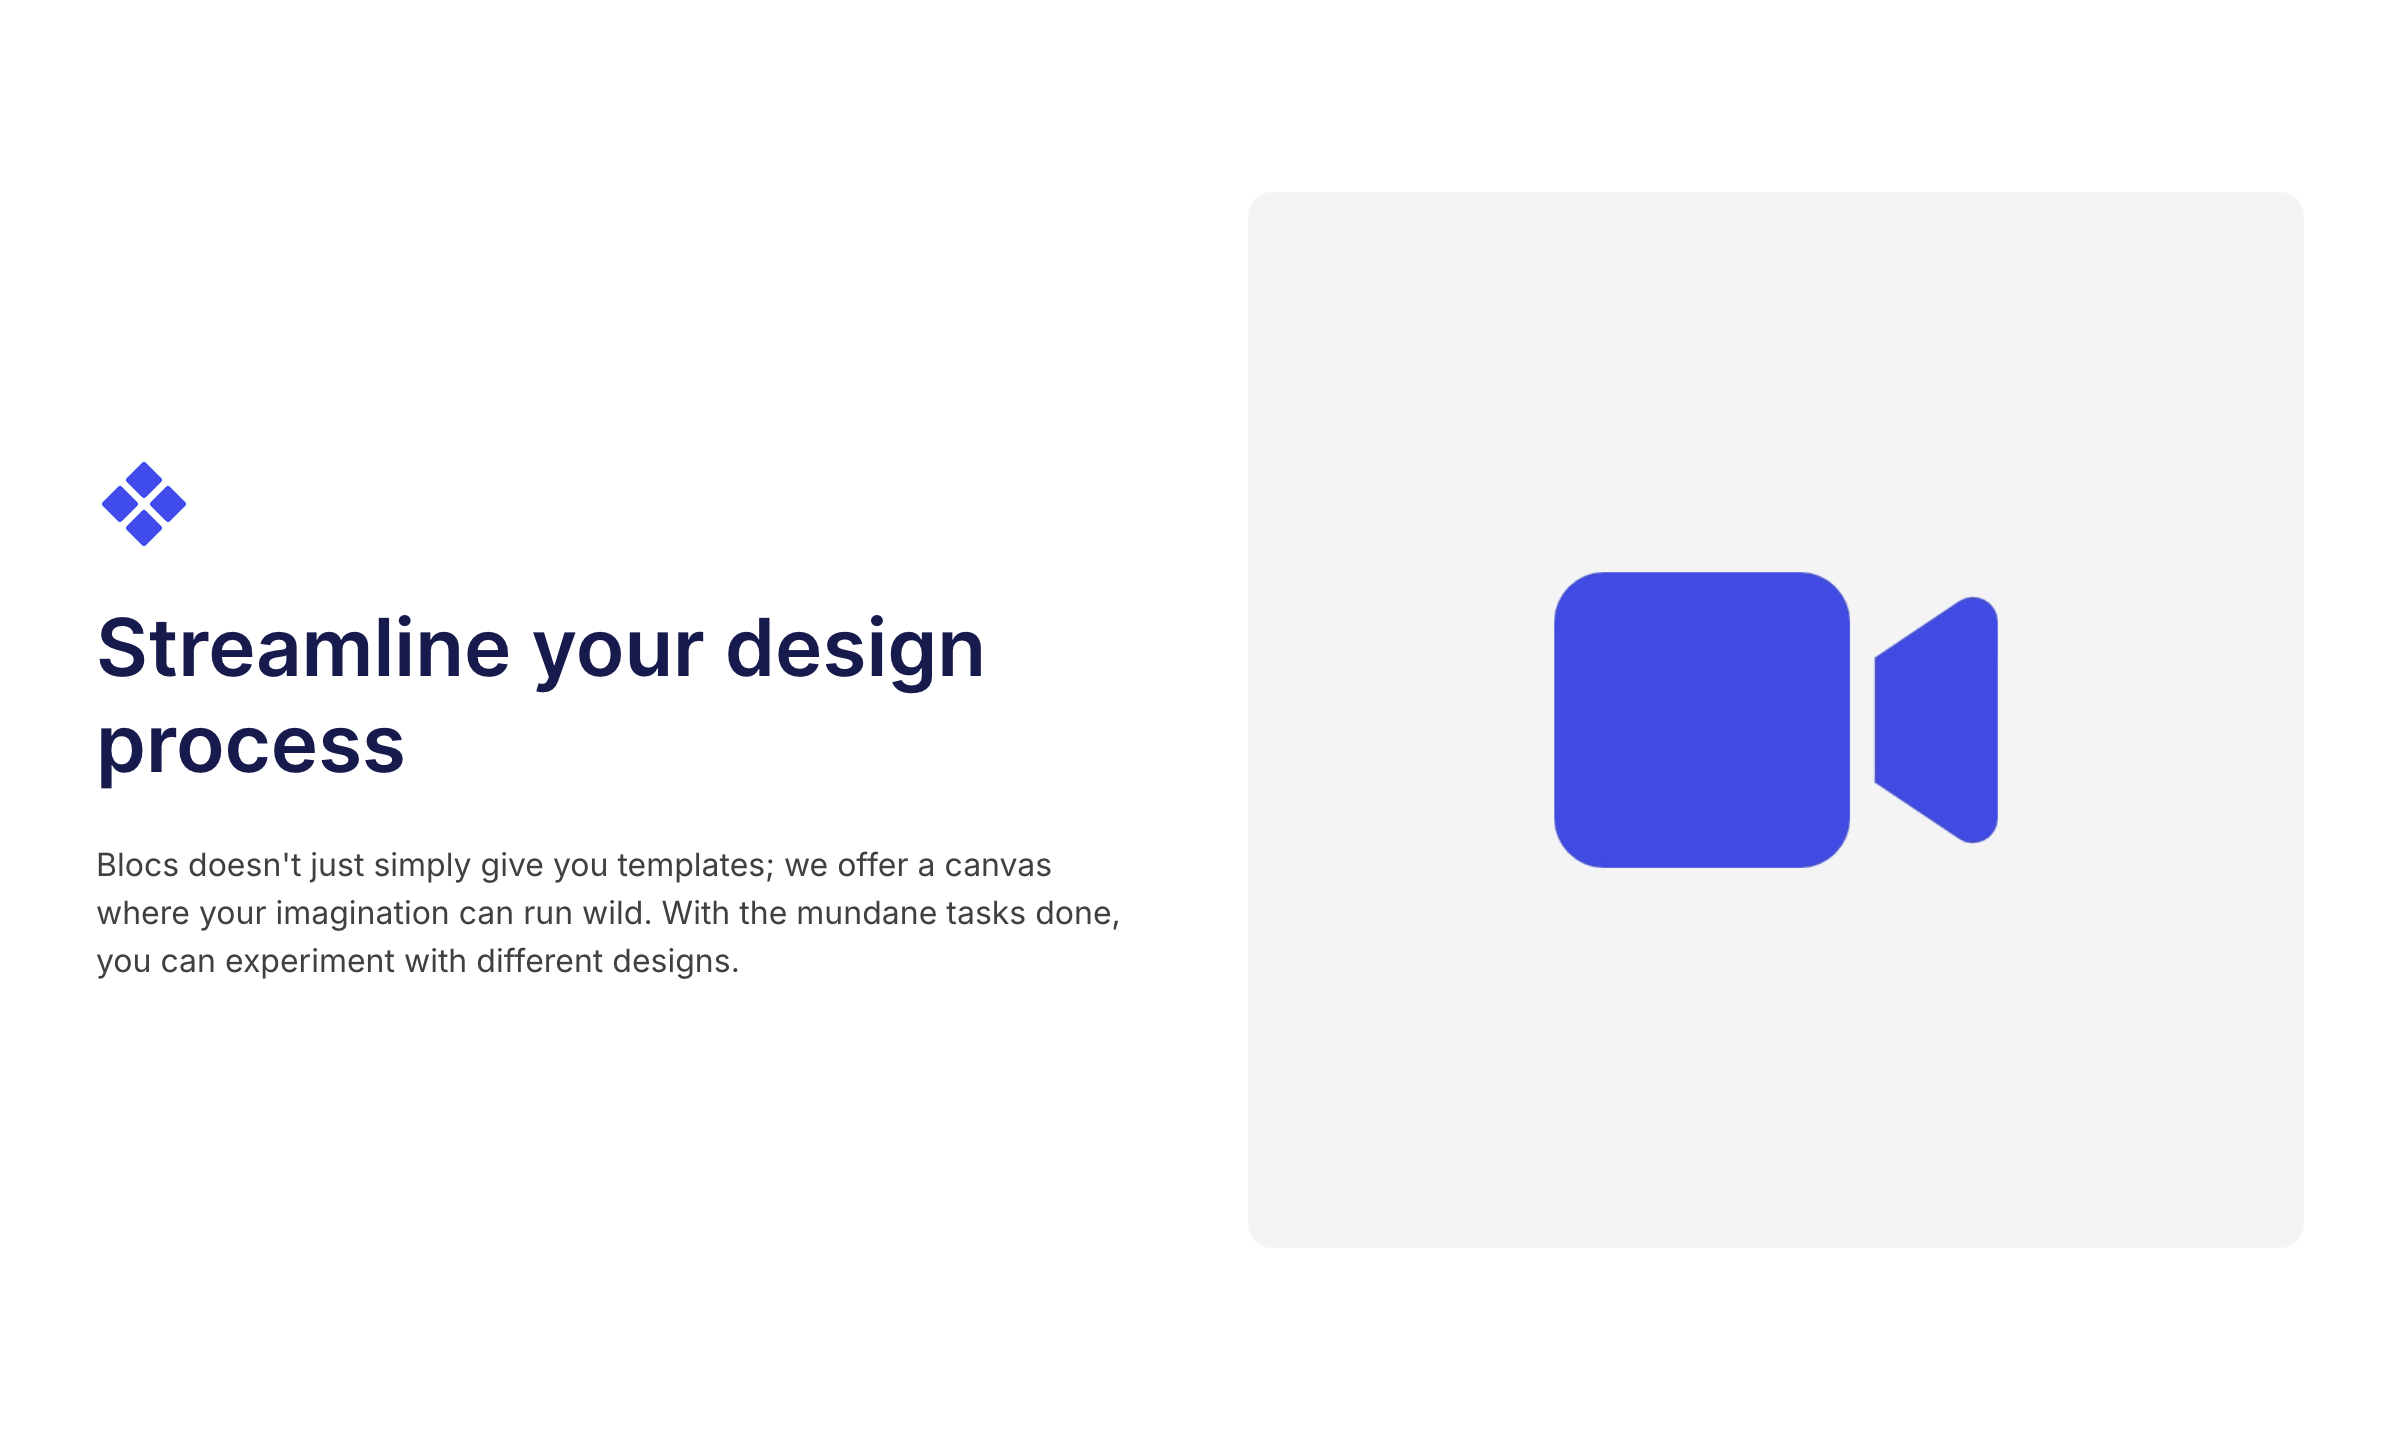 Streamline your design
process
Blocs doesn't just simply give you templates; we offer a canvas
where your imagination can run wild. With the mundane tasks done,
you can experiment with different designs.